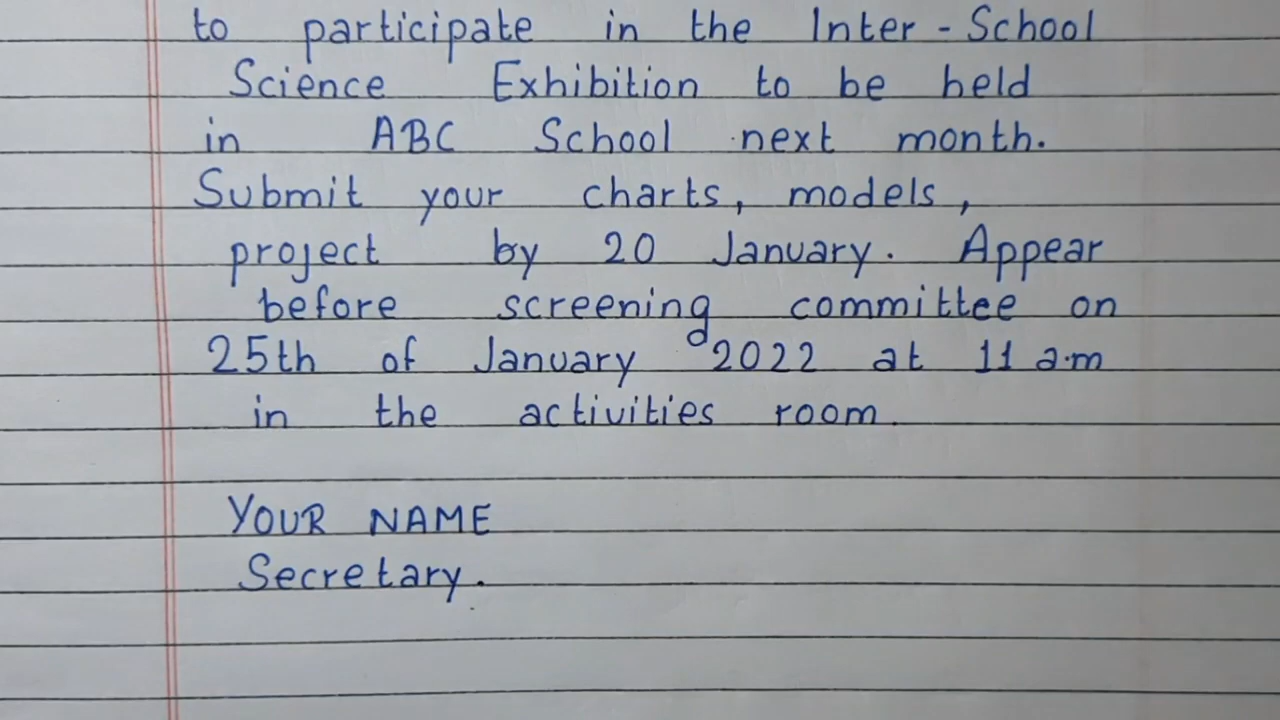 to participate in the Inter-School
Science Exhibition to be held
in ABC School next month.
Submit your charts, models,
project by 20 January. Appear
before screening committee on
25th of January 2022 at 11 a.m
in the activities room.
YOUR NAME
Secretary.